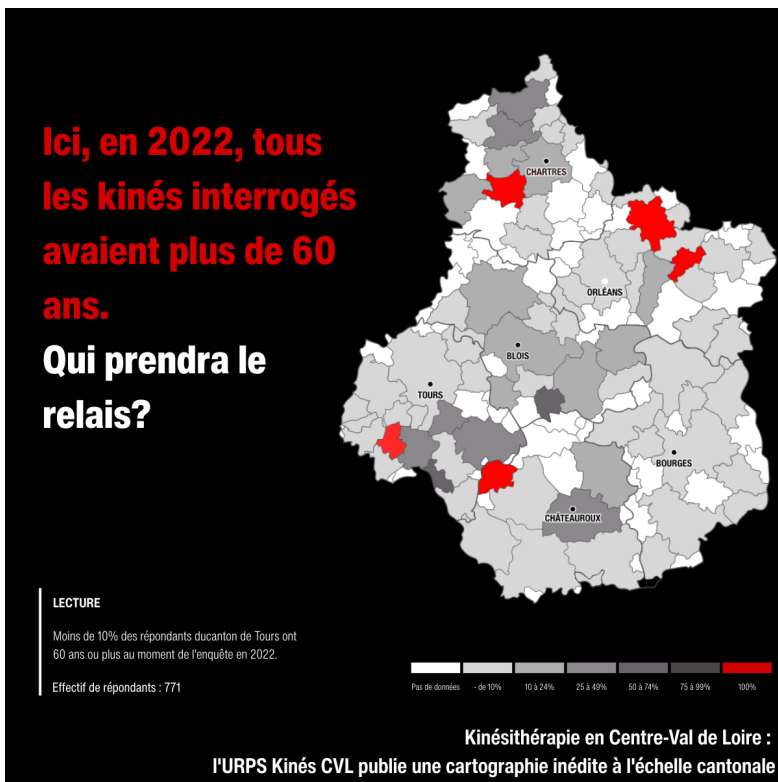 Ici, en 2022, tous
les kinés interrogés
avaient plus de 60
ans.
Qui prendra le
relais?
CHARTRES
ORLÉANS
BLOIS
TOURS
BOURGES
CHÂTEAUROUX
LECTURE
Moins de 10% des répondants ducanton de Tours ont
60 ans ou plus au moment de l'enquête en 2022.
Effectif de répondants : 771
Pas de données - de 10% 10 à 24% 25 à 49% 50 à 74% 75 à 99% 100%
Kinésithérapie en Centre-Val de Loire :
l'URPS Kinés CVL publie une cartographie inédite à l'échelle cantonale